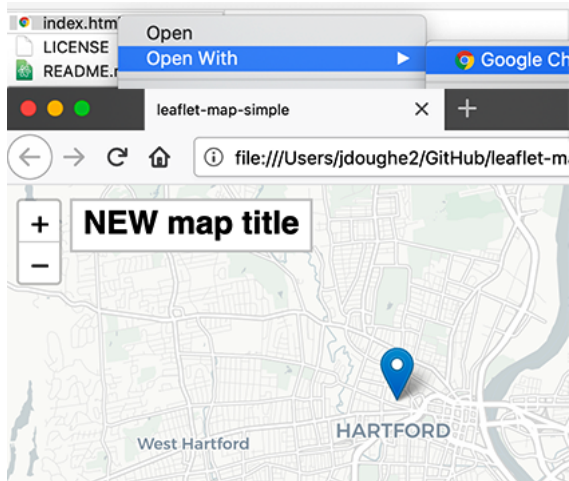 index.htm
Open
LICENSE
Open With
Google Ch
README.
leaflet-map-simple
file:///Users/jdoughe2/GitHub/leaflet-m
+
NEW map title
−
HARTFORD
West Hartford